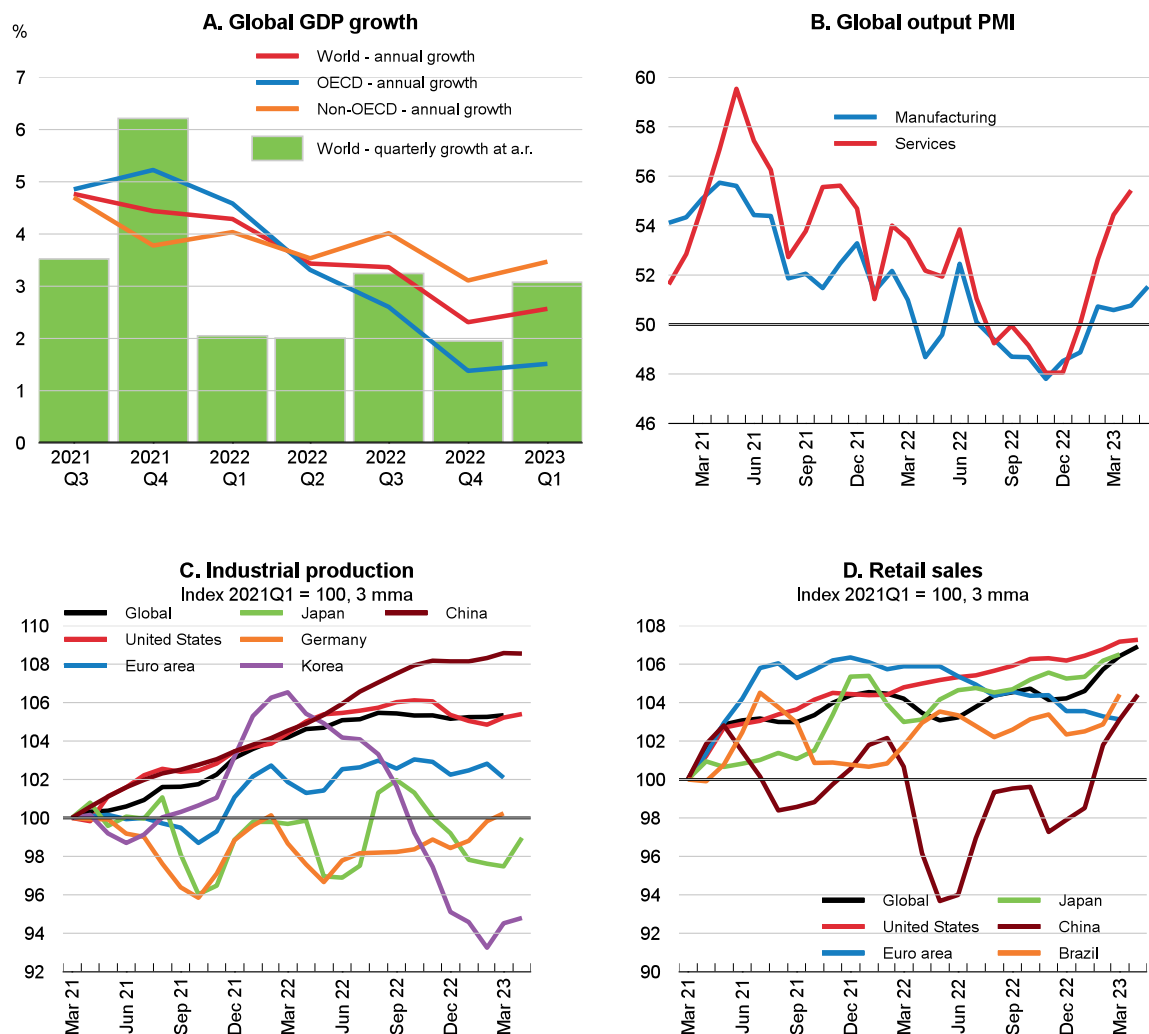 A. Global GDP growth
%
World - annual growth
OECD - annual growth
Non-OECD - annual growth
World - quarterly growth at a.r.
7
6
5
4
3
2
1
0
2021 2021 2022 2022 2022 2022 2023
Q3 Q4 Q1 Q2 Q3 Q4 Q1
B. Global output PMI
Manufacturing
Services
60
58
56
54
52
50
48
46
Mar 21
Jun 21
Sep 21
Dec 21
Mar 22
Jun 22
Sep 22
Dec 22
Mar 23
C. Industrial production
Index 2021Q1 = 100, 3 mma
Global Japan China
United States Germany
Euro area Korea
110
108
106
104
102
100
98
96
94
92
Mar 21
Jun 21
Sep 21
Dec 21
Mar 22
Jun 22
Sep 22
Dec 22
Mar 23
D. Retail sales
Index 2021Q1 = 100, 3 mma
108
106
104
102
100
98
96
94
92
90
Global Japan
United States China
Euro area Brazil
Mar 21
Jun 21
Sep 21
Dec 21
Mar 22
Jun 22
Sep 22
Dec 22
Mar 23